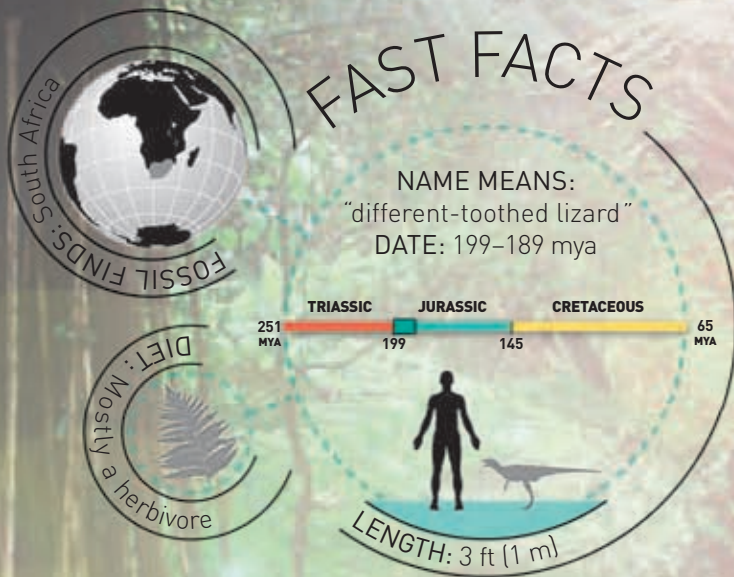 FAST FACTS
FOSSIL FINDS: South Africa
NAME MEANS:
“different-toothed lizard”
DATE: 199–189 mya
TRIASSIC JURASSIC CRETACEOUS
251 MYA 199 145 65 MYA
DIET: Mostly a herbivore
LENGTH: 3 ft (1 m)